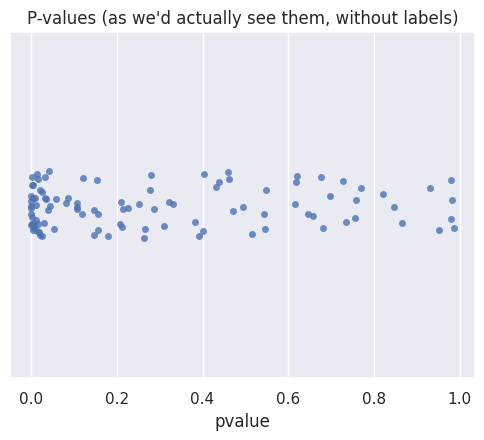 P-values (as we'd actually see them, without labels)
0.0 0.2 0.4 0.6 0.8 1.0
pvalue